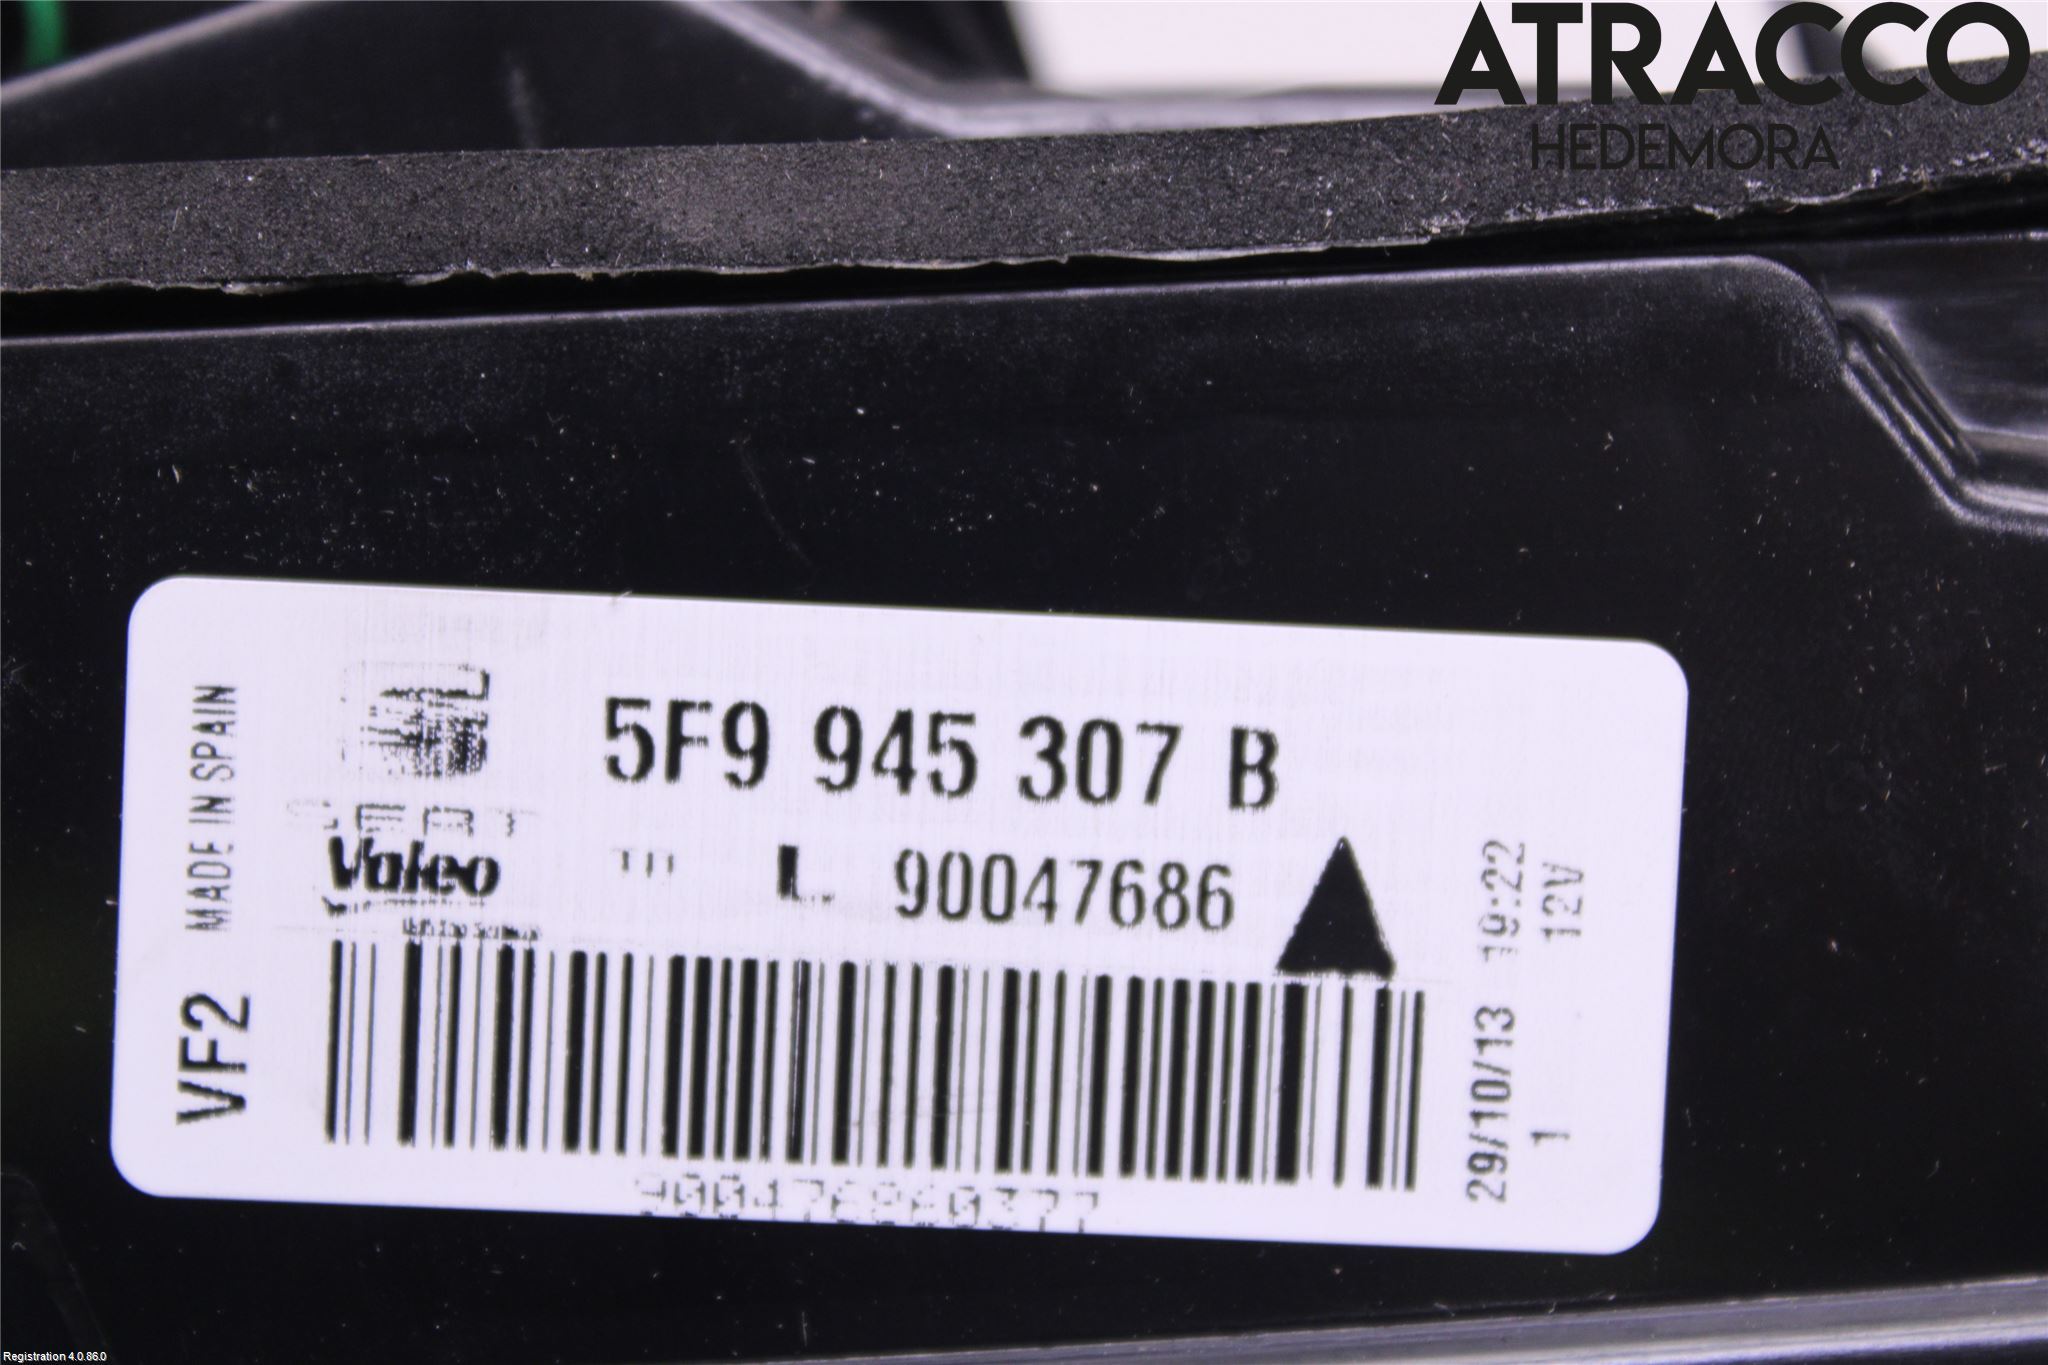 ATRACCO
HEDEMORA
MADE IN SPAIN
VF2
5F9 945 307 B
Valeo
L 90047686
900476860377
29/10/13 19:22
1 12V
Registration 4.0.86.0